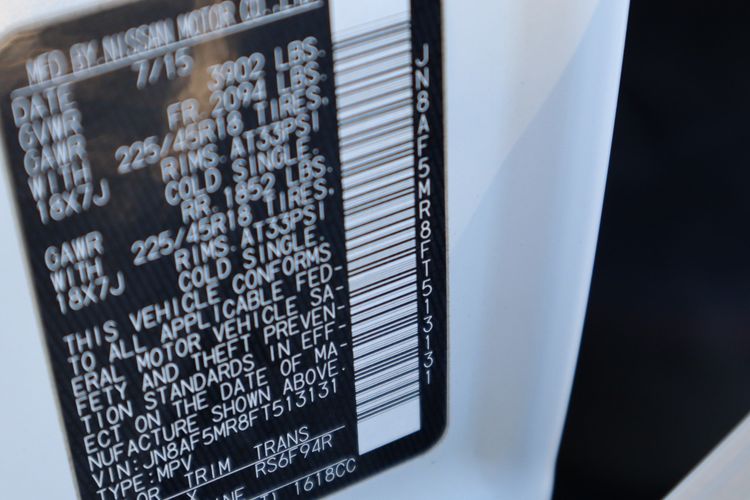 MFD BY NISSAN MOTOR CO.,LTD.
DATE 7/15
GVWR 3902 LBS.
GAWR FR. 2094 LBS.
WITH 225/45R18 TIRES.
18X7J RIMS. AT33PSI
COLD SINGLE.
GAWR RR. 1852 LBS.
WITH 225/45R18 TIRES.
18X7J RIMS. AT33PSI
COLD SINGLE.
THIS VEHICLE CONFORMS
TO ALL APPLICABLE FED-
ERAL MOTOR VEHICLE SA-
FETY AND THEFT PREVEN-
TION STANDARDS IN EFF-
ECT ON THE DATE OF MA-
NUFACTURE SHOWN ABOVE.
VIN: JN8AF5MR8FT513131
TYPE: MPV
OR TRIM TRANS
X RS6F94R
1618CC
JN8AF5MR8FT513131